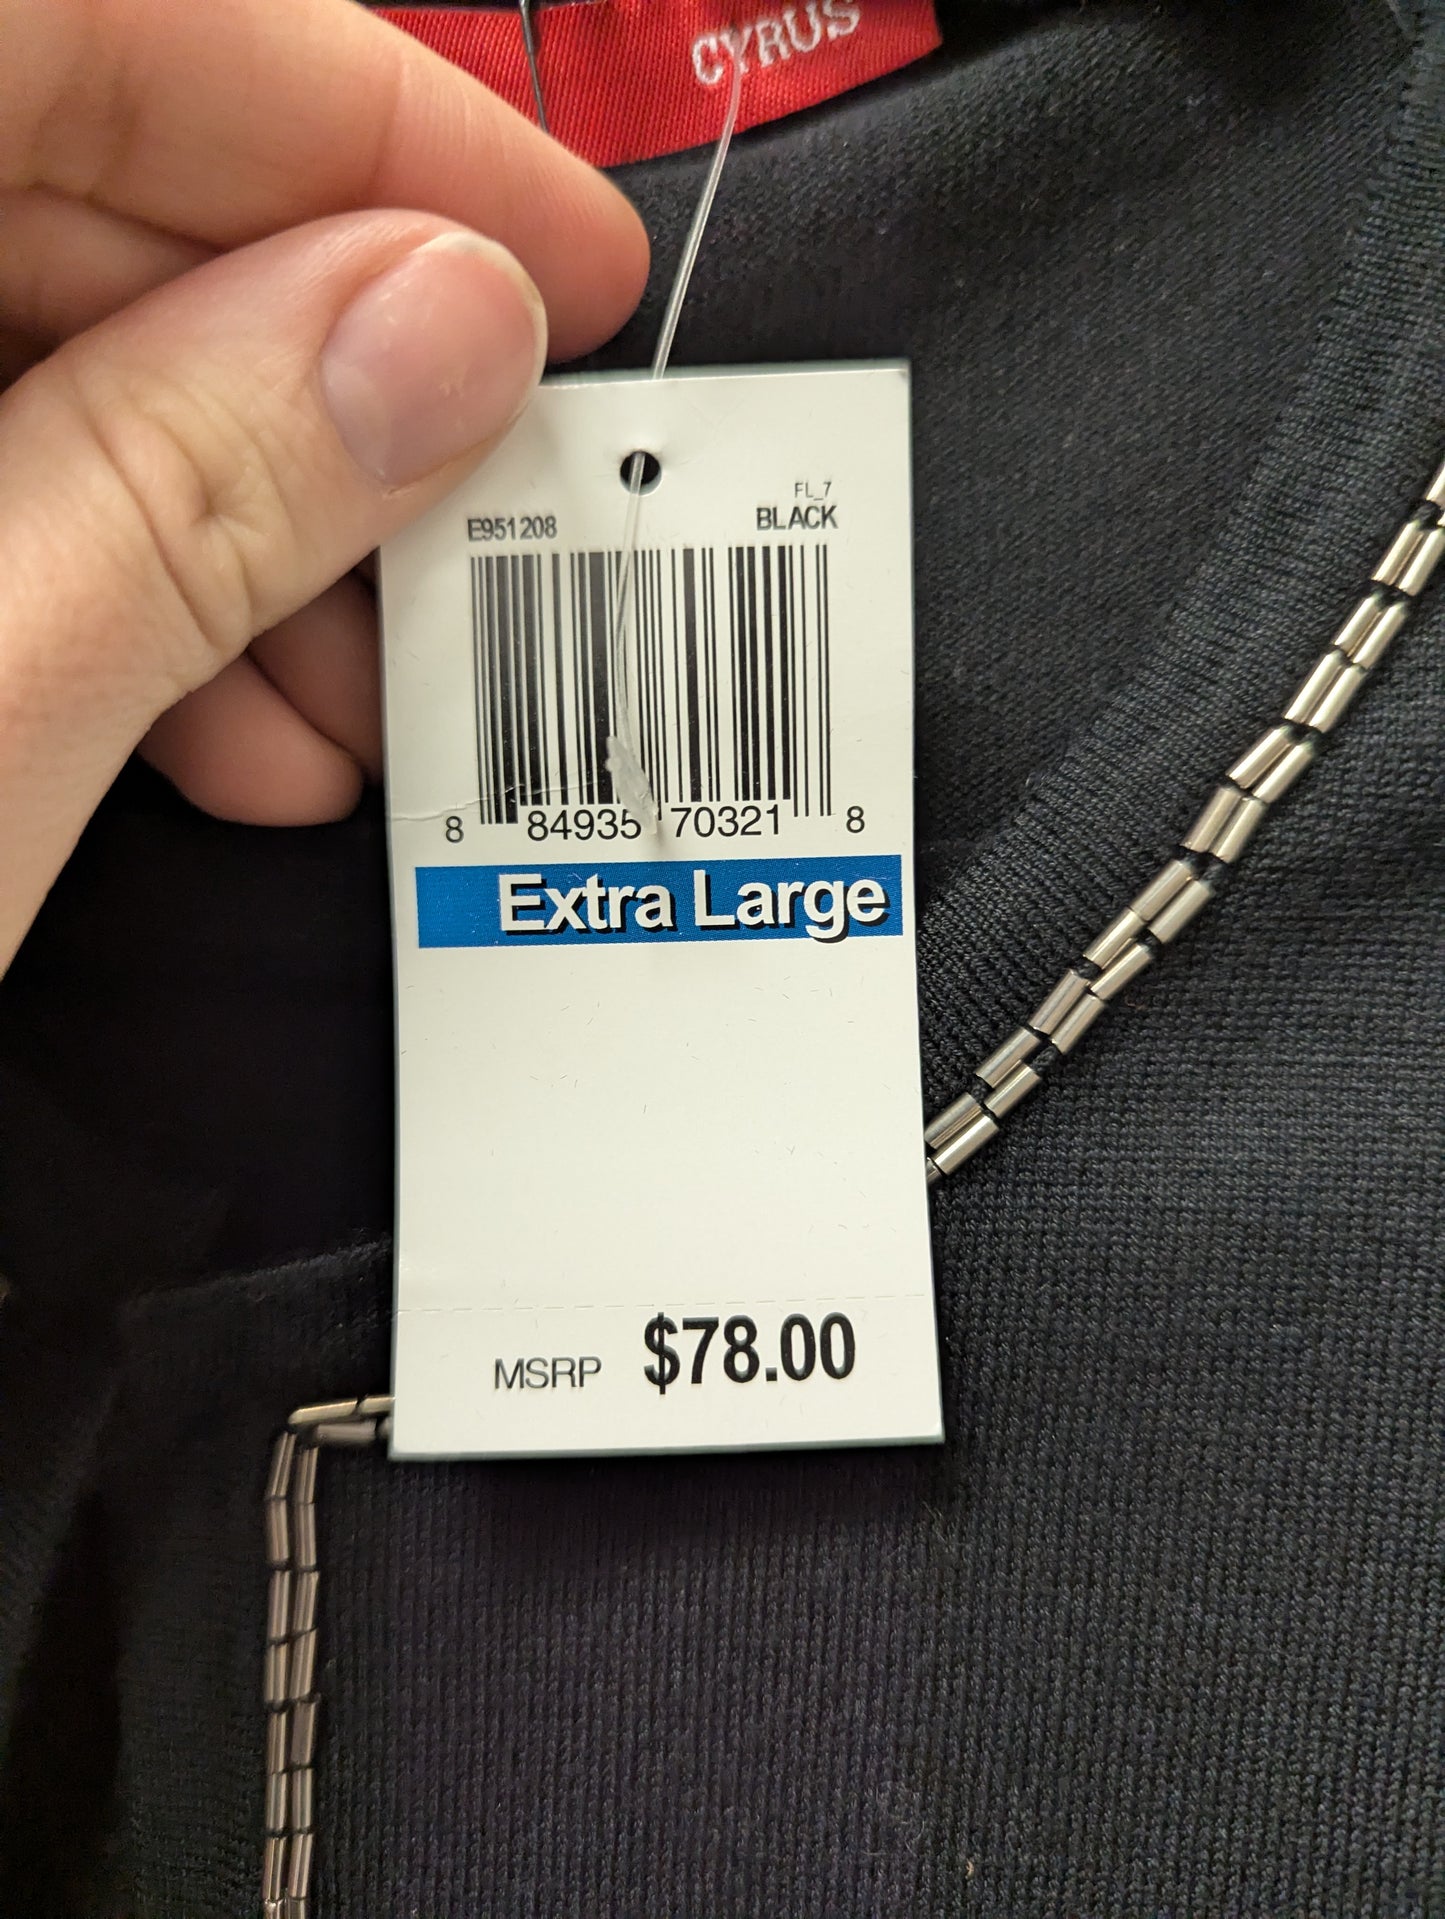 CYRUS
FL_7
E951208 BLACK
8 84935 70321 8
Extra Large
MSRP $78.00